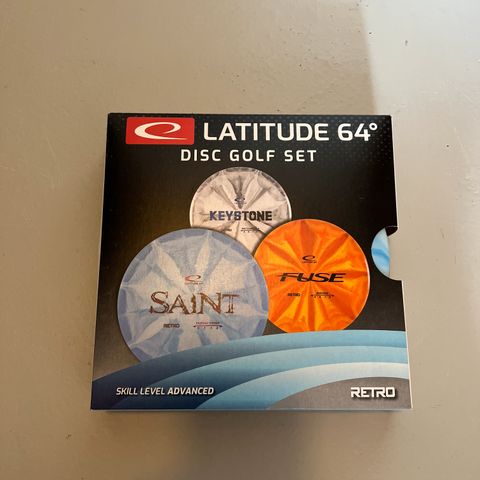 LATITUDE 64°
DISC GOLF SET
KEYSTONE
FUSE
RETRO
SAINT
RETRO
SKILL LEVEL ADVANCED
RETRO